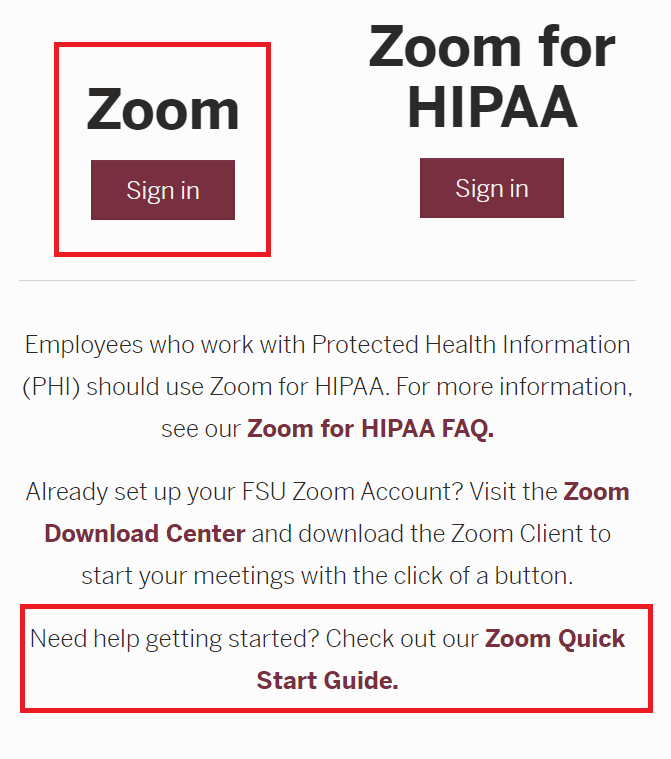 Zoom
Sign in
Zoom for
HIPAA
Sign in
Employees who work with Protected Health Information
(PHI) should use Zoom for HIPAA. For more information,
see our Zoom for HIPAA FAQ.
Already set up your FSU Zoom Account? Visit the Zoom
Download Center and download the Zoom Client to
start your meetings with the click of a button.
Need help getting started? Check out our Zoom Quick
Start Guide.